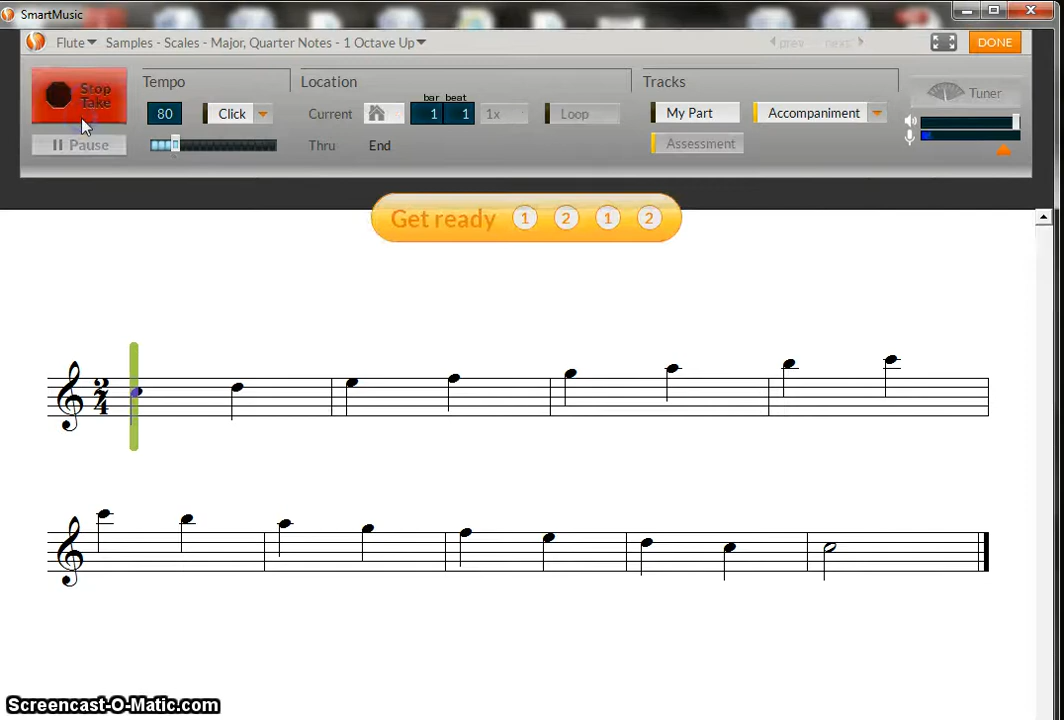 SmartMusic
Flute Samples - Scales - Major, Quarter Notes - 1 Octave Up prev next DONE
Stop Take Tempo Location Tracks Tuner
bar beat
80 Click Current 1 1 1x Loop My Part Accompaniment
Pause Thru End Assessment
Get ready 1 2 1 2
2
4
Screencast-O-Matic.com